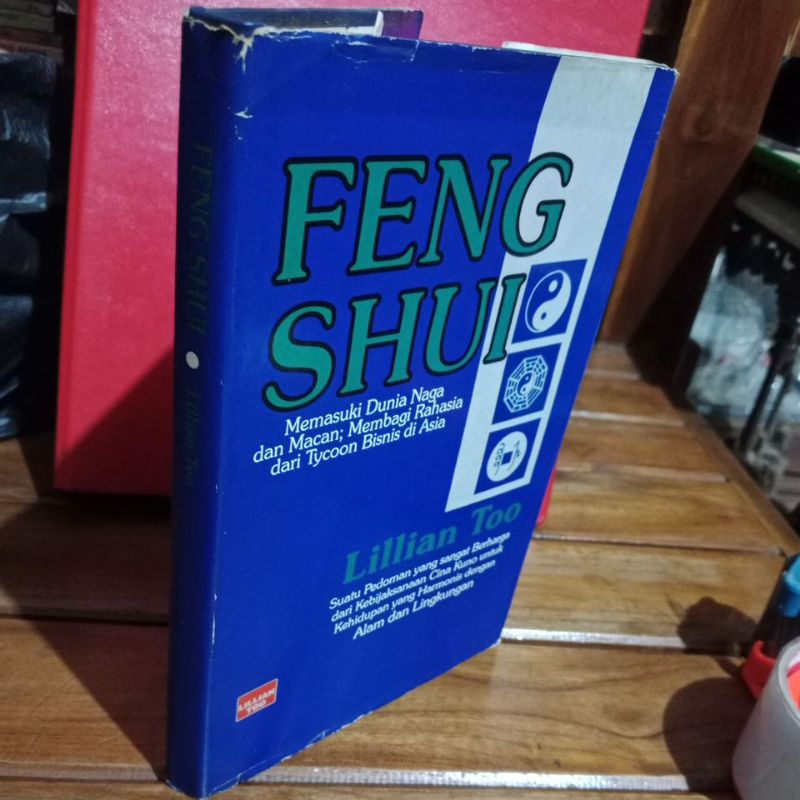 FENG
SHUI
Memasuki Dunia Naga
dan Macan; Membagi Rahasia
dari Tycoon Bisnis di Asia
Lillian Too
Suatu Pedoman yang sangat Berharga
dari Kebijaksanaan Cina Kuno untuk
Kehidupan yang Harmonis dengan
Alam dan Lingkungan
LILLIAN
TOO
FENG SHUI • Lillian Too